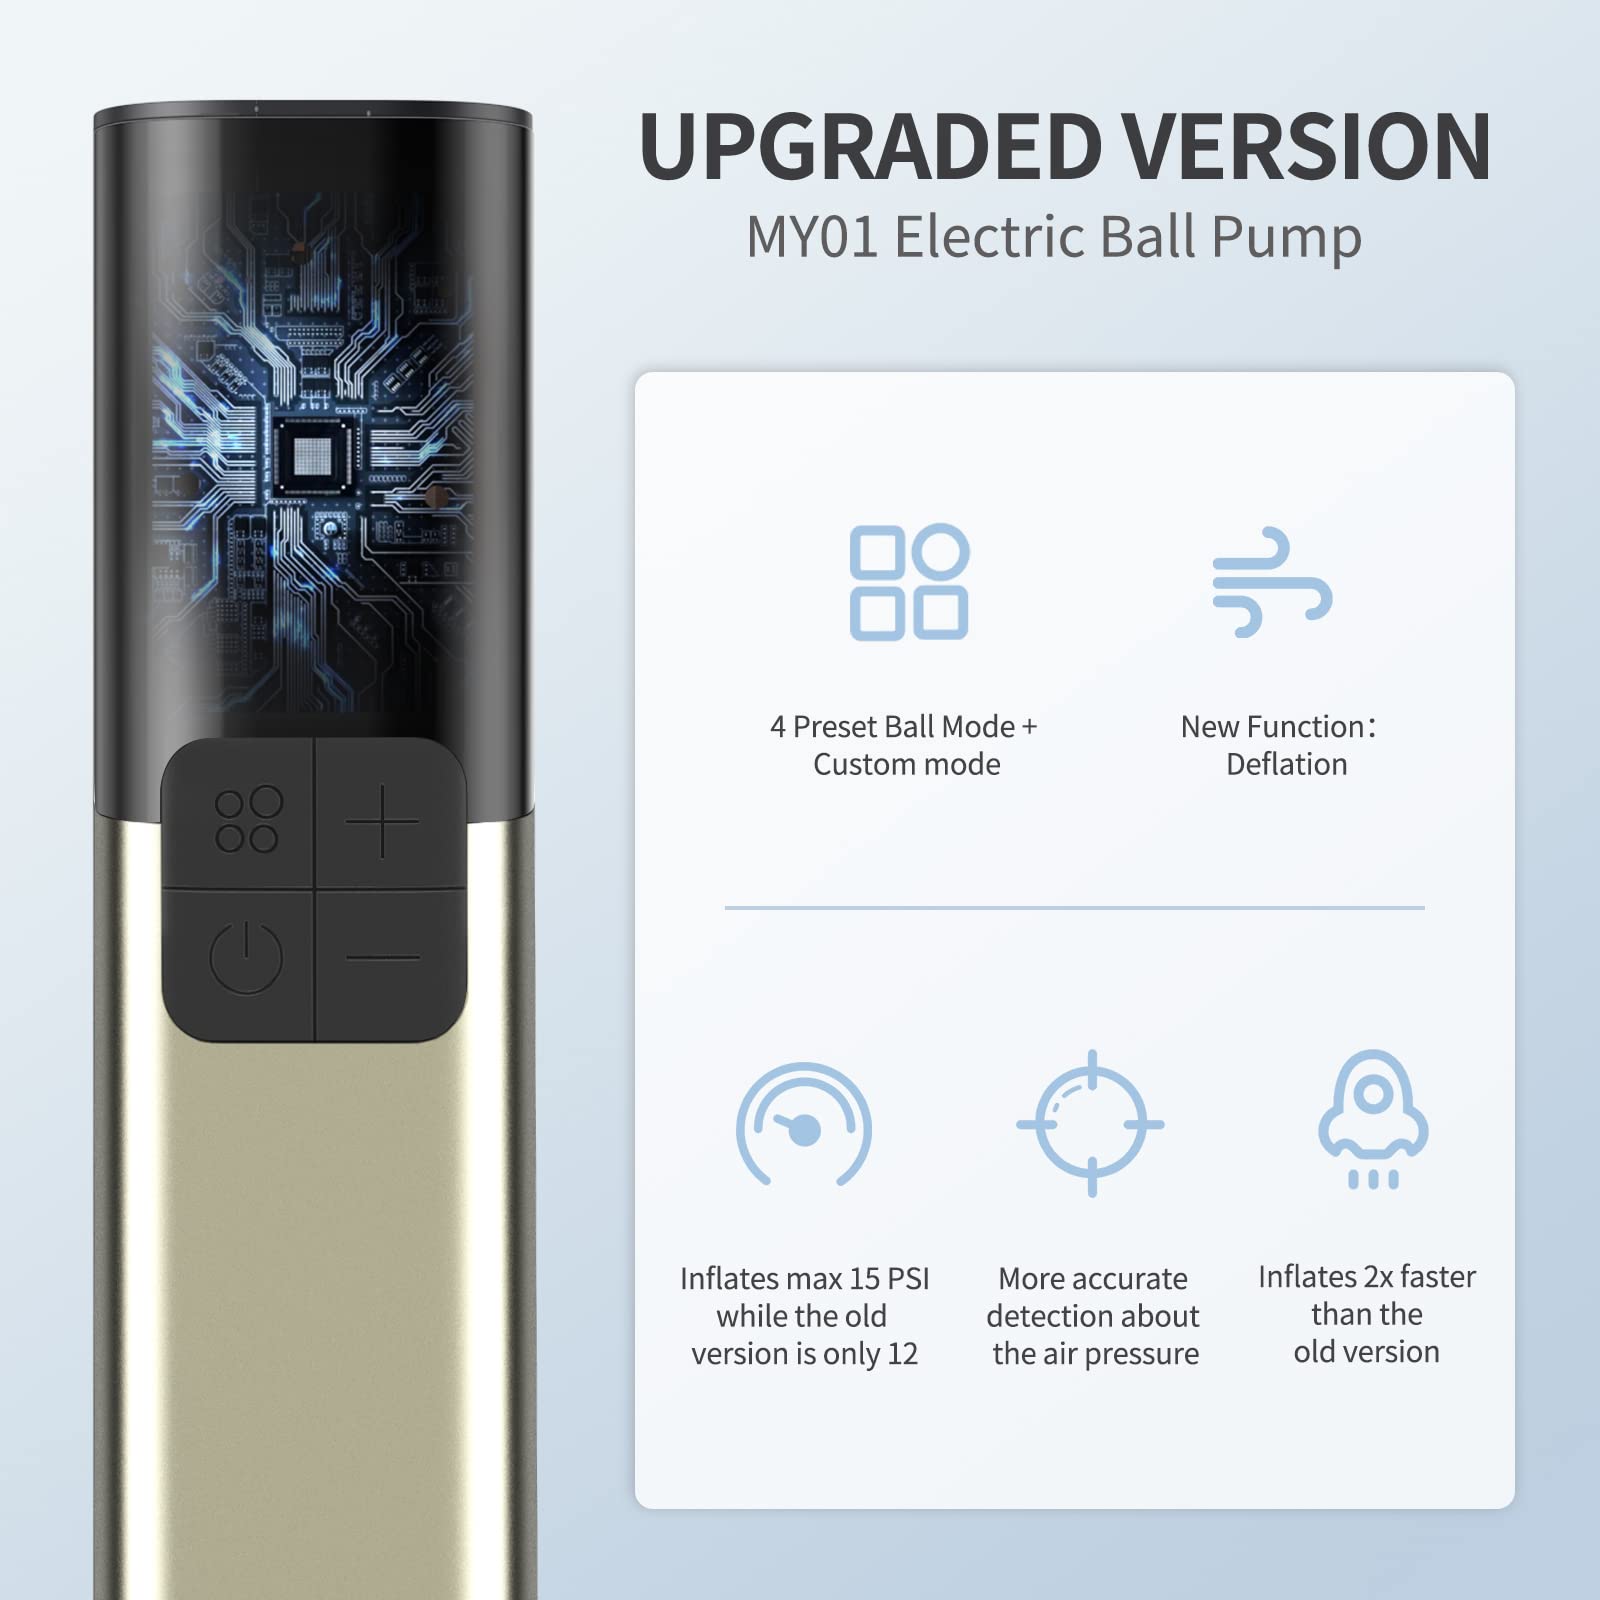 UPGRADED VERSION
MY01 Electric Ball Pump
4 Preset Ball Mode +
Custom mode
New Function:
Deflation
Inflates max 15 PSI
while the old
version is only 12
More accurate
detection about
the air pressure
Inflates 2x faster
than the
old version